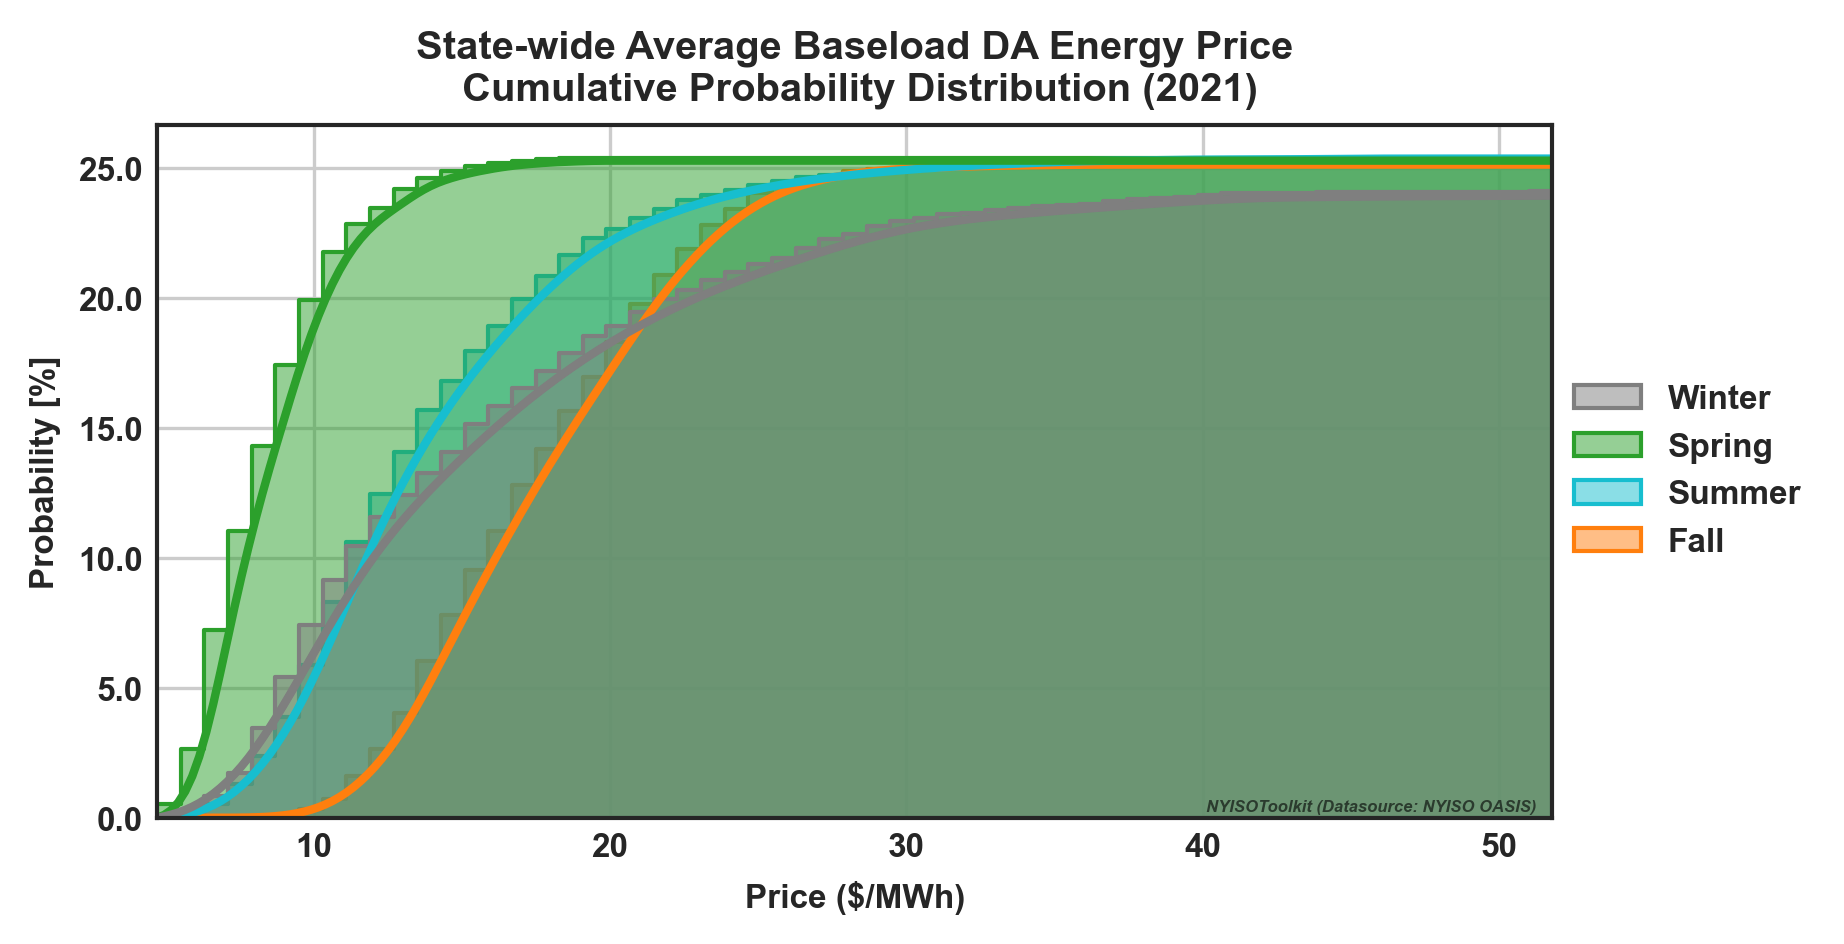 State-wide Average Baseload DA Energy Price
Cumulative Probability Distribution (2021)
Probability [%]
25.0
20.0
15.0
10.0
5.0
0.0
10 20 30 40 50
Price ($/MWh)
Winter
Spring
Summer
Fall
NYISOToolkit (Datasource: NYISO OASIS)